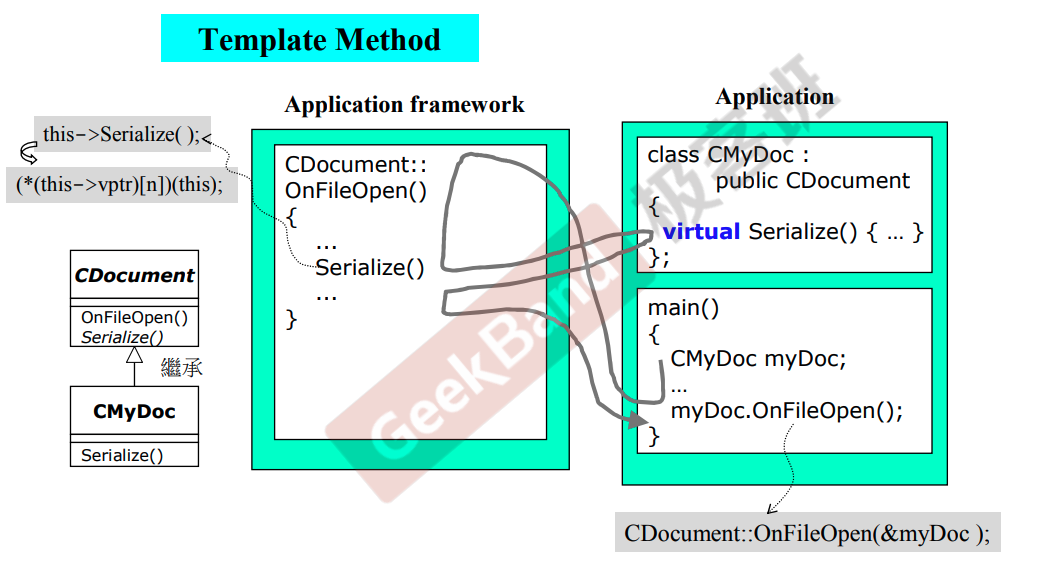 Template Method
Application framework
Application
this->Serialize( );
(*(this->vptr)[n])(this);
CDocument::
OnFileOpen()
{
...
Serialize()
...
}
class CMyDoc :
public CDocument
{
virtual Serialize() { ... }
};
main()
{
CMyDoc myDoc;
...
myDoc.OnFileOpen();
}
CDocument
OnFileOpen()
Serialize()
繼承
CMyDoc
Serialize()
CDocument::OnFileOpen(&myDoc );
GeekBand
极客班